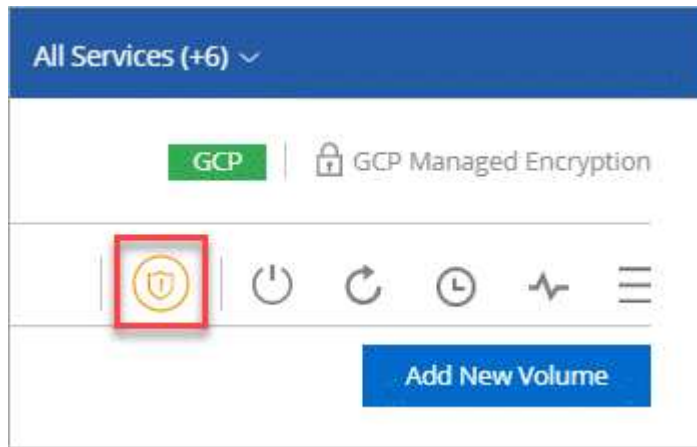 All Services (+6)
GCP
GCP Managed Encryption
Add New Volume